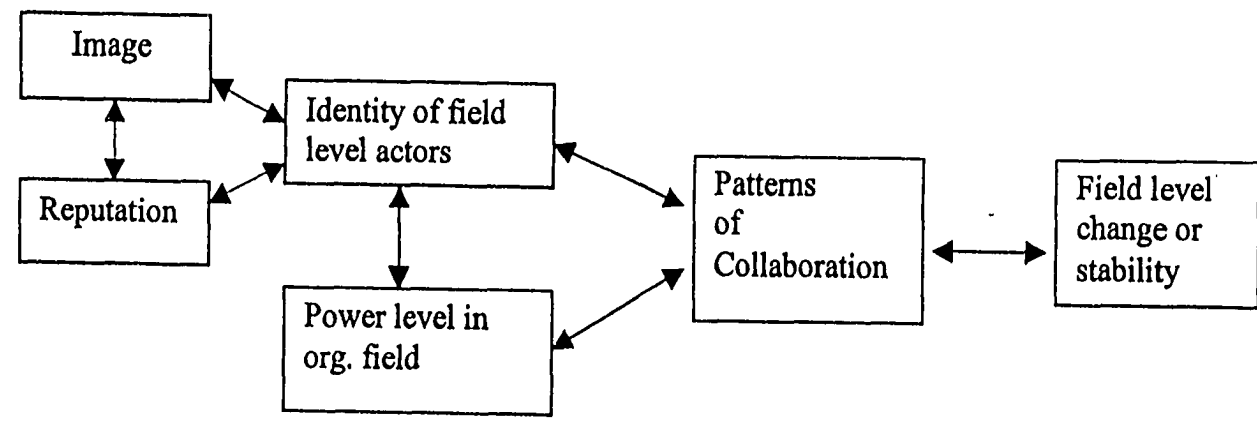 Image
Reputation
Identity of field
level actors
Power level in
org. field
Patterns
of
Collaboration
Field level
change or
stability